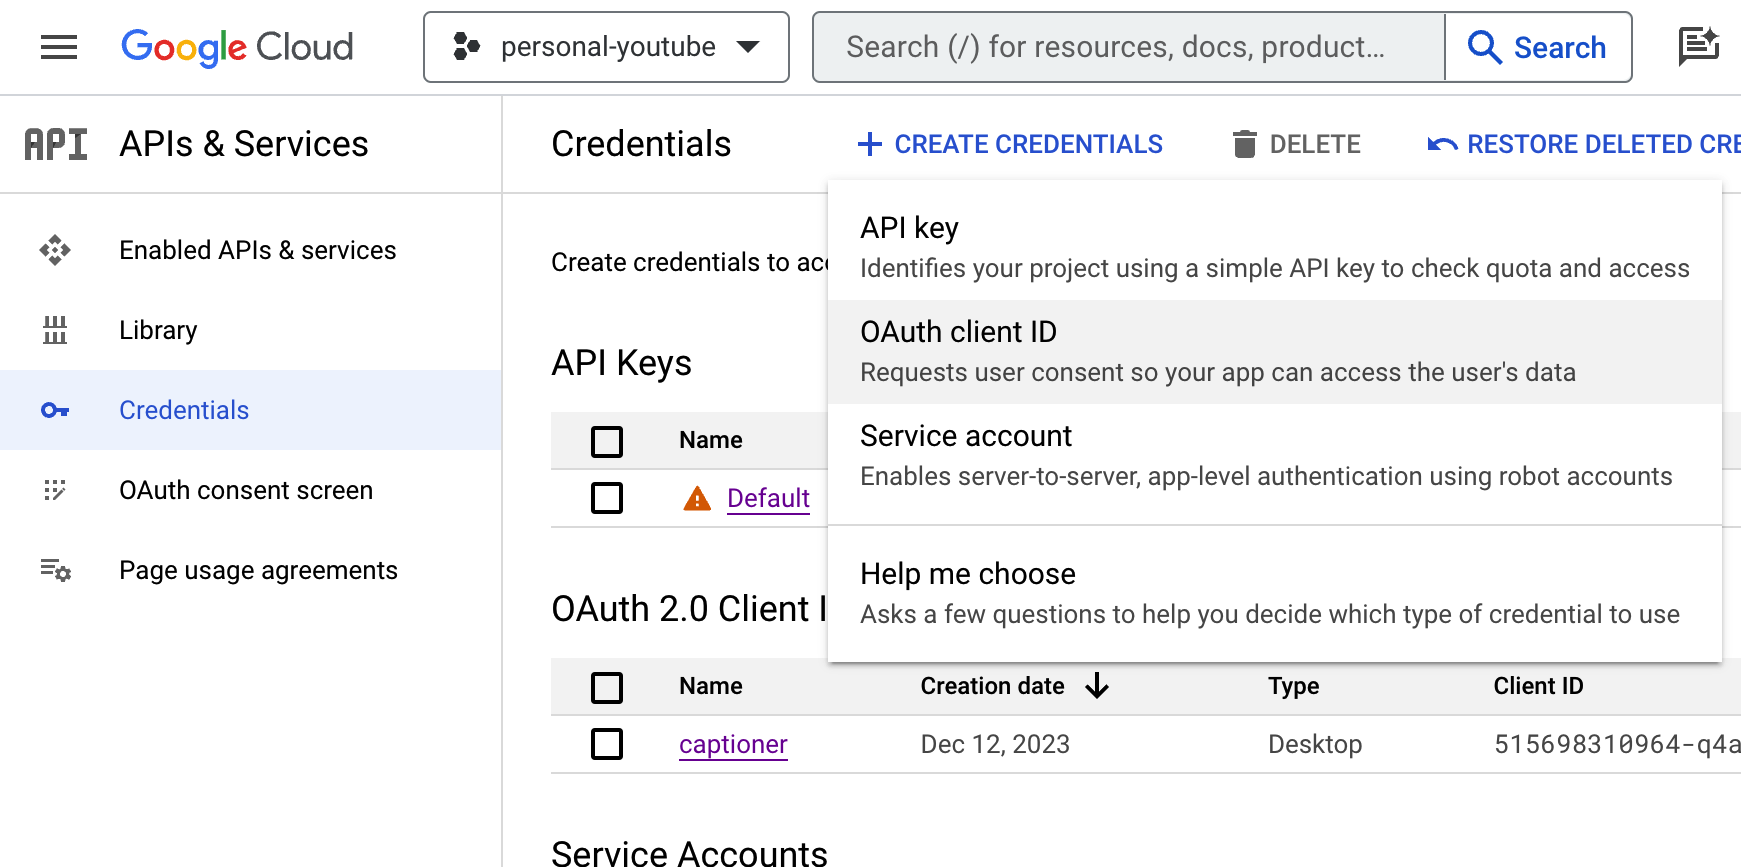 Google Cloud
personal-youtube
Search (/) for resources, docs, product...
Search
API APIs & Services
Credentials
CREATE CREDENTIALS
DELETE
RESTORE DELETED CRE
Enabled APIs & services
Library
Credentials
OAuth consent screen
Page usage agreements
Create credentials to acc
API key
Identifies your project using a simple API key to check quota and access
OAuth client ID
Requests user consent so your app can access the user's data
Service account
Enables server-to-server, app-level authentication using robot accounts
Help me choose
Asks a few questions to help you decide which type of credential to use
API Keys
Name
Default
OAuth 2.0 Client I
Name Creation date Type Client ID
captioner Dec 12, 2023 Desktop 515698310964-q4a
Service Accounts